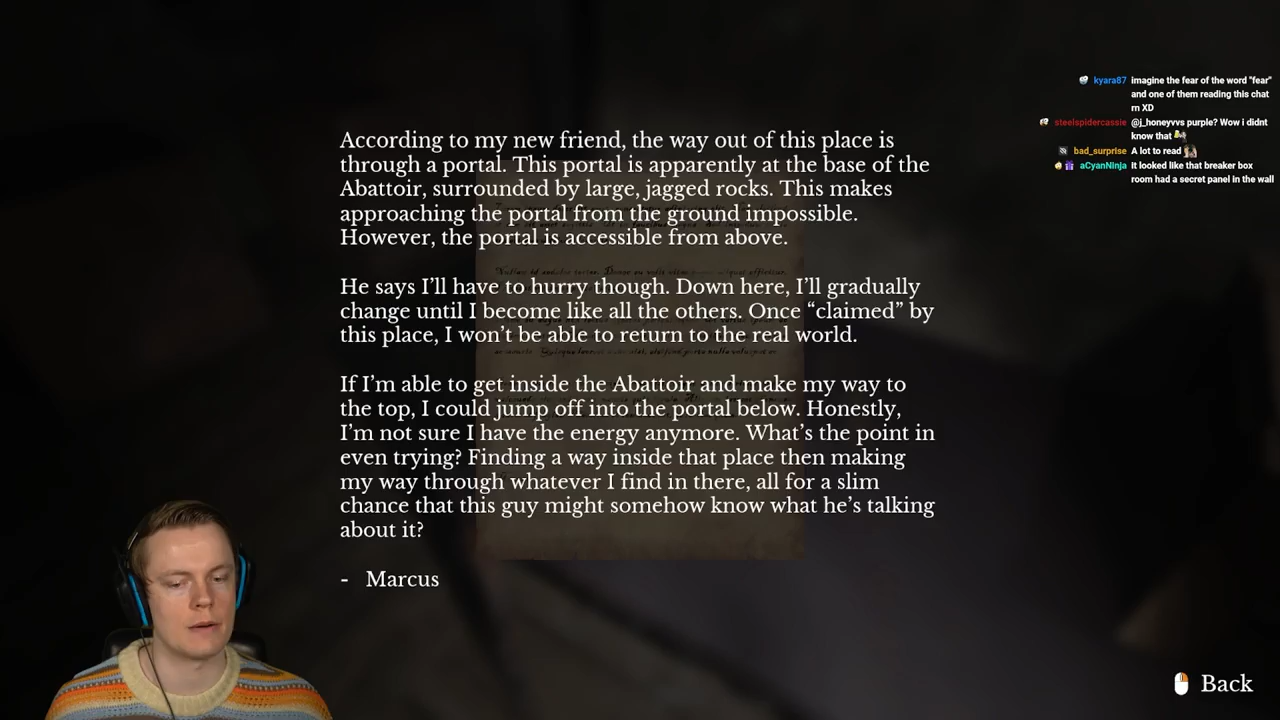 According to my new friend, the way out of this place is
through a portal. This portal is apparently at the base of the
Abattoir, surrounded by large, jagged rocks. This makes
approaching the portal from the ground impossible.
However, the portal is accessible from above.
He says I’ll have to hurry though. Down here, I’ll gradually
change until I become like all the others. Once “claimed” by
this place, I won’t be able to return to the real world.
If I’m able to get inside the Abattoir and make my way to
the top, I could jump off into the portal below. Honestly,
I’m not sure I have the energy anymore. What’s the point in
even trying? Finding a way inside that place then making
my way through whatever I find in there, all for a slim
chance that this guy might somehow know what he’s talking
about it?
- Marcus
kyara87 imagine the fear of the word "fear"
and one of them reading this chat
rn XD
steelspidercassie @j_honeyvvs purple? Wow i didnt
know that
bad_surprise A lot to read
aCyanNinja It looked like that breaker box
room had a secret panel in the wall
Back